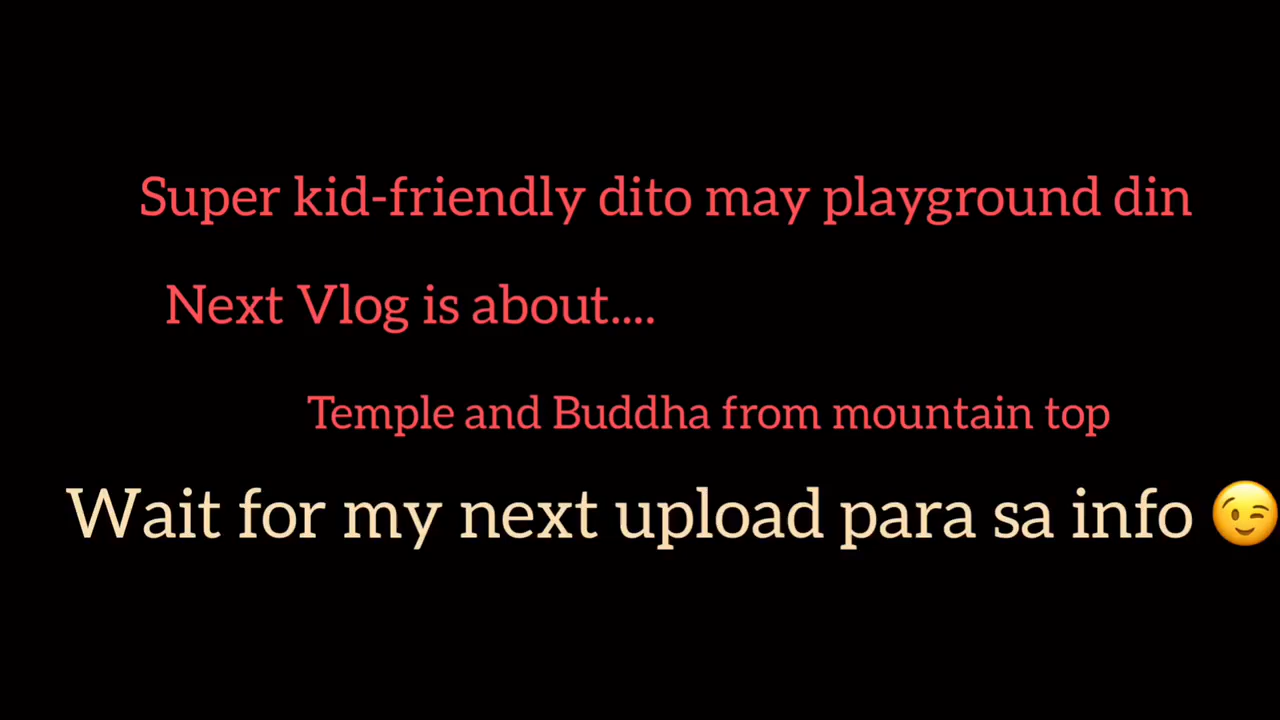 Super kid-friendly dito may playground din
Next Vlog is about....
Temple and Buddha from mountain top
Wait for my next upload para sa info 😉